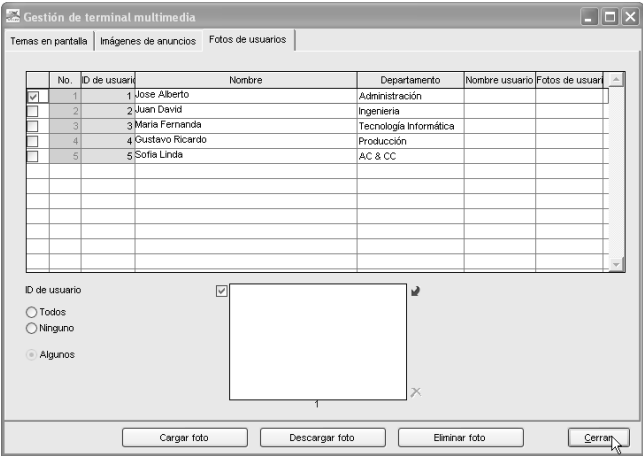 Gestión de terminal multimedia
Temas en pantalla Imágenes de anuncios Fotos de usuarios
No. ID de usuario Nombre Departamento Nombre usuario Fotos de usuari
1 1 Jose Alberto Administración
2 2 Juan David Ingenieria
3 3 Maria Fernanda Tecnología Informática
4 4 Gustavo Ricardo Producción
5 5 Sofia Linda AC & CC
ID de usuario
Todos
Ninguno
Algunos
1
Cargar foto Descargar foto Eliminar foto Cerrar